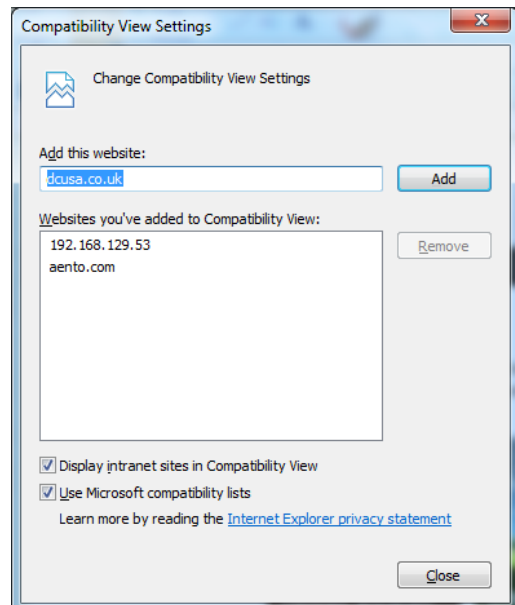 Compatibility View Settings
Change Compatibility View Settings
Add this website:
dcusa.co.uk
Add
Websites you've added to Compatibility View:
192.168.129.53
aento.com
Remove
Display intranet sites in Compatibility View
Use Microsoft compatibility lists
Learn more by reading the Internet Explorer privacy statement
Close